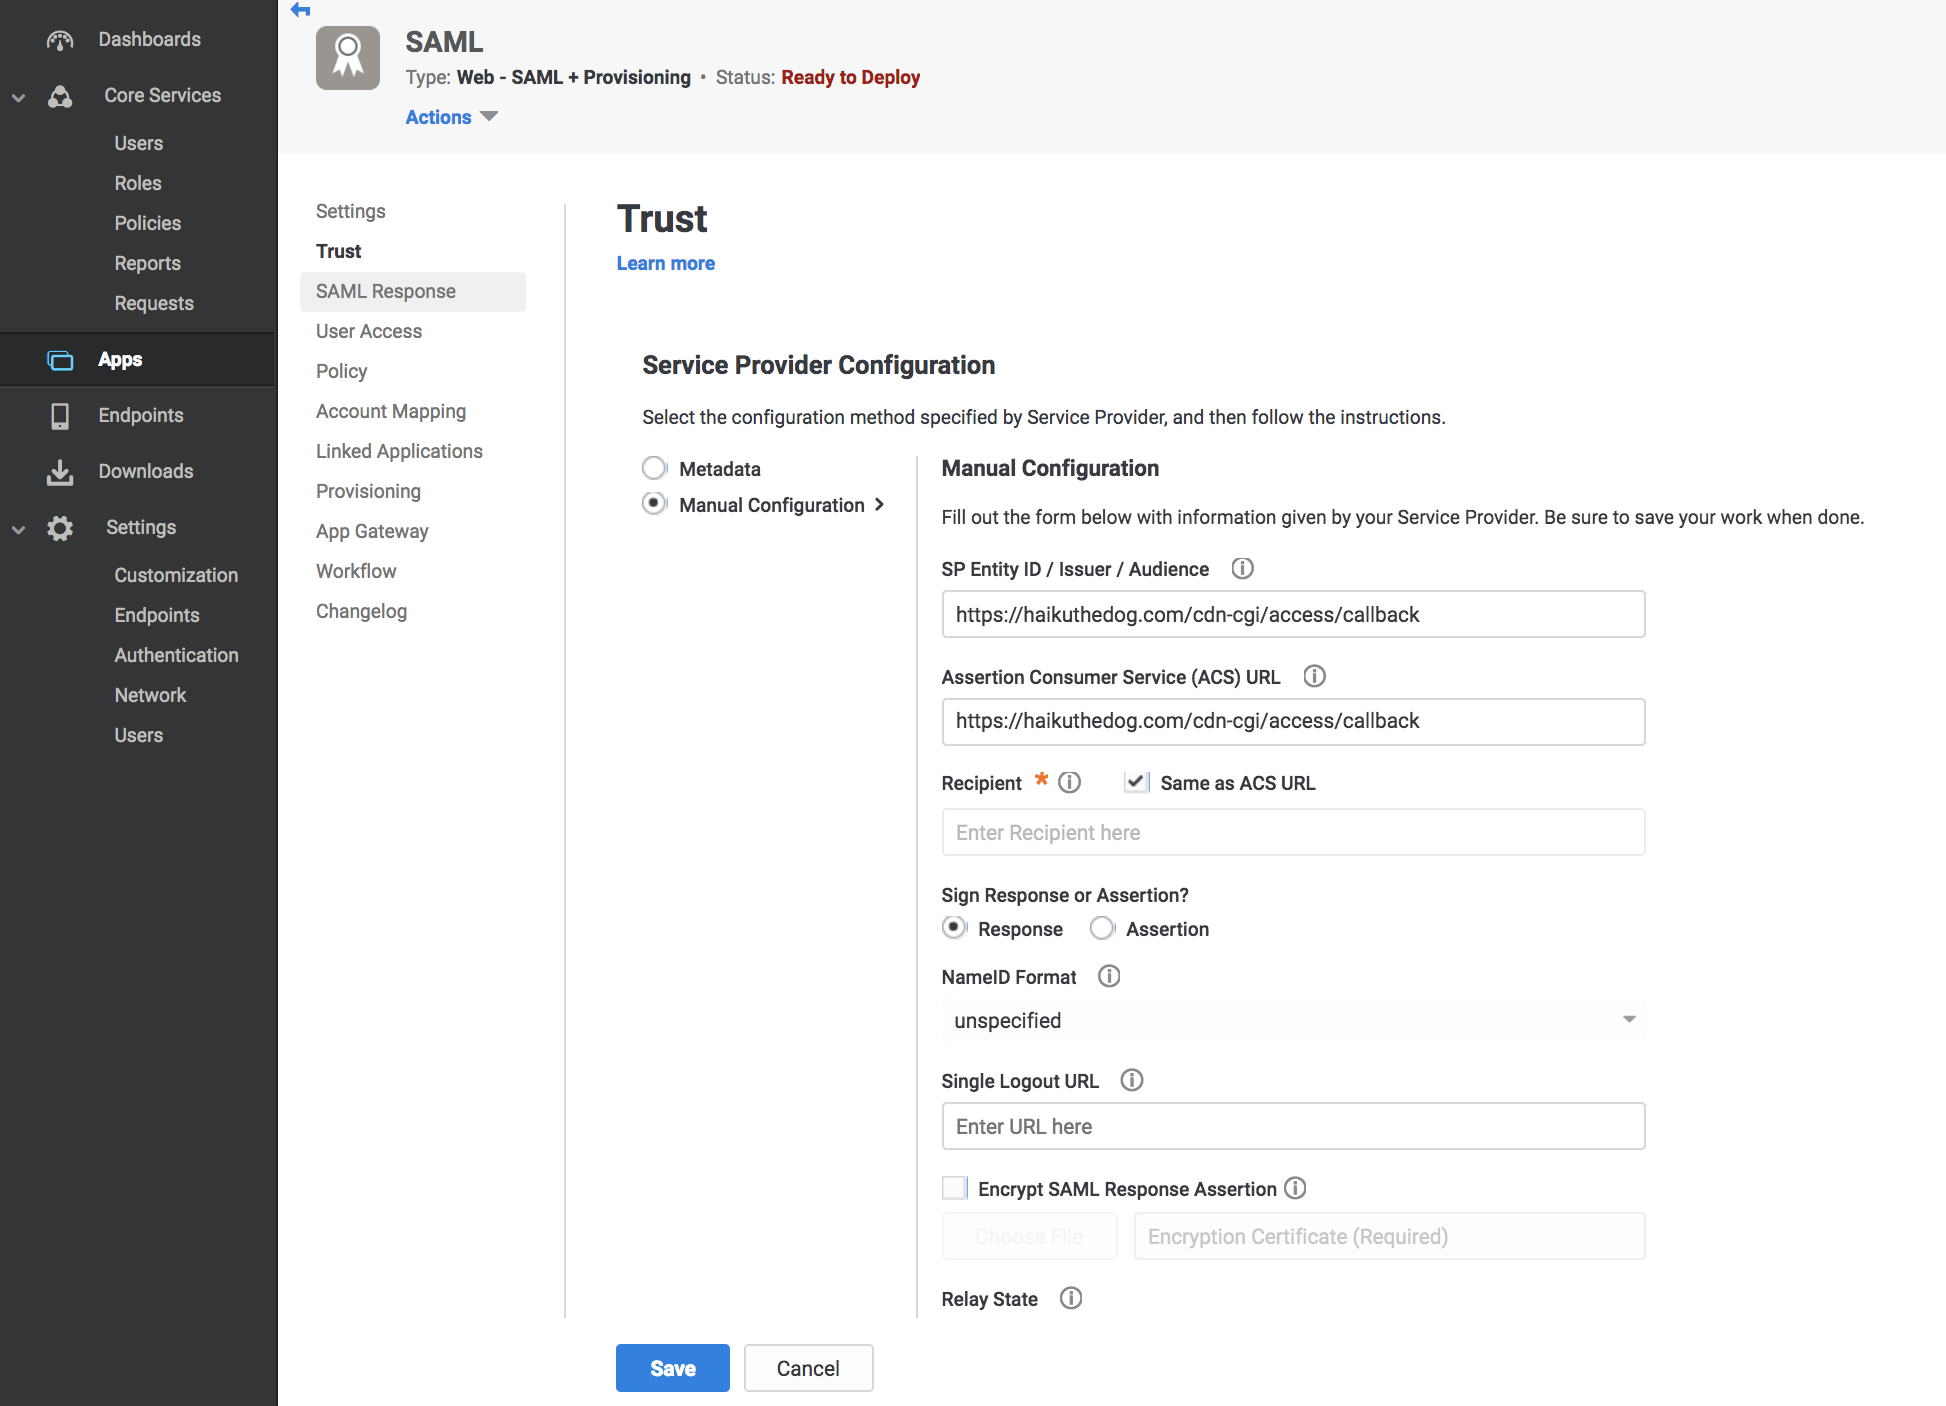 Dashboards
Core Services
Users
Roles
Policies
Reports
Requests
Apps
Endpoints
Downloads
Settings
Customization
Endpoints
Authentication
Network
Users
SAML
Type: Web - SAML + Provisioning • Status: Ready to Deploy
Actions
Settings
Trust
SAML Response
User Access
Policy
Account Mapping
Linked Applications
Provisioning
App Gateway
Workflow
Changelog
Trust
Learn more
Service Provider Configuration
Select the configuration method specified by Service Provider, and then follow the instructions.
Metadata
Manual Configuration
Manual Configuration
Fill out the form below with information given by your Service Provider. Be sure to save your work when done.
SP Entity ID / Issuer / Audience
https://haikuthedog.com/cdn-cgi/access/callback
Assertion Consumer Service (ACS) URL
https://haikuthedog.com/cdn-cgi/access/callback
Recipient * Same as ACS URL
Enter Recipient here
Sign Response or Assertion?
Response Assertion
NameID Format
unspecified
Single Logout URL
Enter URL here
Encrypt SAML Response Assertion
Choose File Encryption Certificate (Required)
Relay State
Save Cancel